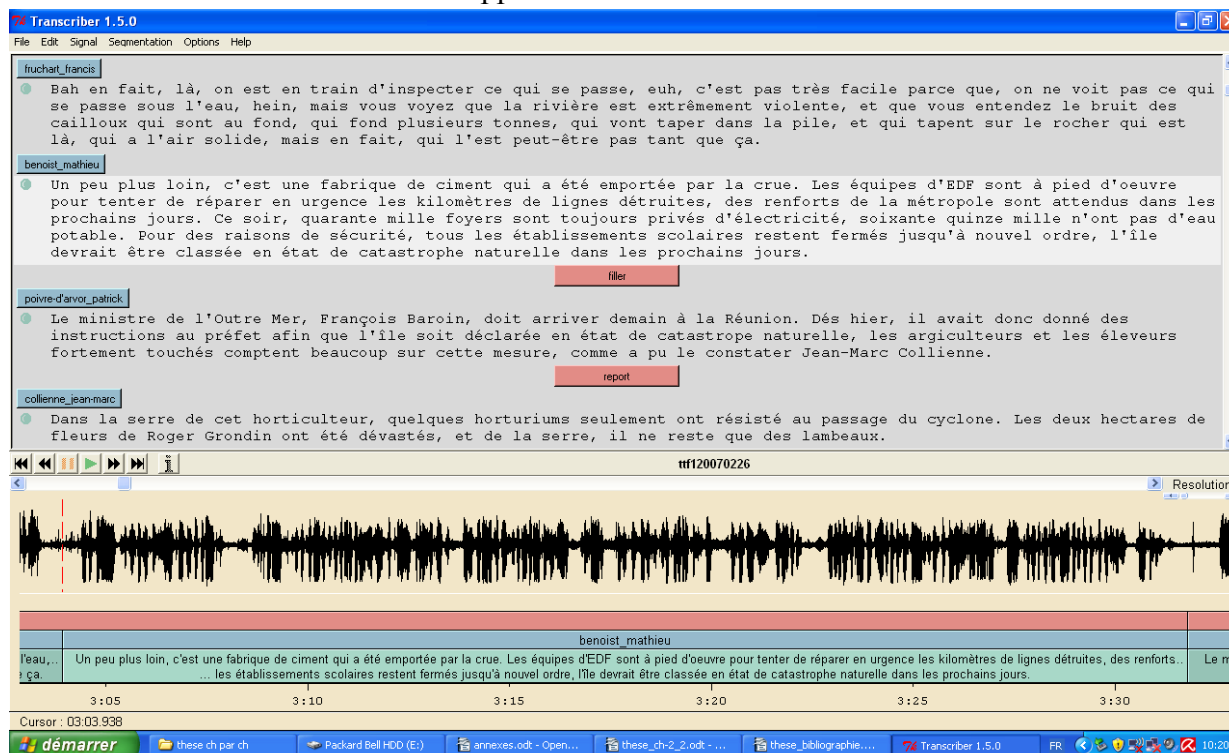 Transcriber 1.5.0
File Edit Signal Segmentation Options Help
fruchart_francis
Bah en fait, là, on est en train d'inspecter ce qui se passe, euh, c'est pas très facile parce que, on ne voit pas ce qui
se passe sous l'eau, hein, mais vous voyez que la rivière est extrêmement violente, et que vous entendez le bruit des
cailloux qui sont au fond, qui fond plusieurs tonnes, qui vont taper dans la pile, et qui tapent sur le rocher qui est
là, qui a l'air solide, mais en fait, qui l'est peut-être pas tant que ça.
benoist_mathieu
Un peu plus loin, c'est une fabrique de ciment qui a été emportée par la crue. Les équipes d'EDF sont à pied d'oeuvre
pour tenter de réparer en urgence les kilomètres de lignes détruites, des renforts de la métropole sont attendus dans les
prochains jours. Ce soir, quarante mille foyers sont toujours privés d'électricité, soixante quinze mille n'ont pas d'eau
potable. Pour des raisons de sécurité, tous les établissements scolaires restent fermés jusqu'à nouvel ordre, l'île
devrait être classée en état de catastrophe naturelle dans les prochains jours.
filler
poivre-d'arvor_patrick
Le ministre de l'Outre Mer, François Baroin, doit arriver demain à la Réunion. Dés hier, il avait donc donné des
instructions au préfet afin que l'île soit déclarée en état de catastrope naturelle, les argiculteurs et les éleveurs
fortement touchés comptent beaucoup sur cette mesure, comme a pu le constater Jean-Marc Collienne.
report
collienne_jean-marc
Dans la serre de cet horticulteur, quelques horturiums seulement ont résisté au passage du cyclone. Les deux hectares de
fleurs de Roger Grondin ont été dévastés, et de la serre, il ne reste que des lambeaux.
ttf120070226
Resolution
benoist_mathieu
l'eau,.. Un peu plus loin, c'est une fabrique de ciment qui a été emportée par la crue. Les équipes d'EDF sont à pied d'oeuvre pour tenter de réparer en urgence les kilomètres de lignes détruites, des renforts.. Le m
ça. ... les établissements scolaires restent fermés jusqu'à nouvel ordre, l'île devrait être classée en état de catastrophe naturelle dans les prochains jours.
3:05 3:10 3:15 3:20 3:25 3:30
Cursor : 03:03.938
démarrer these ch par ch Packard Bell HDD (E:) annexes.odt - Open... these_ch-2_2.odt - ... these_bibliographie.... Transcriber 1.5.0 FR 10:20